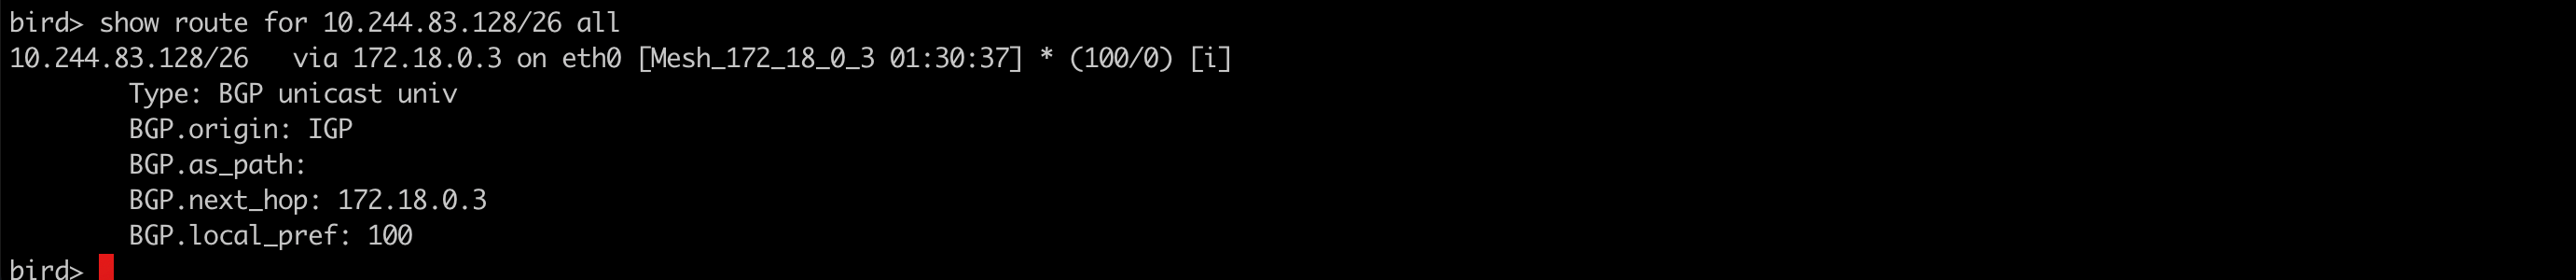 bird> show route for 10.244.83.128/26 all
10.244.83.128/26   via 172.18.0.3 on eth0 [Mesh_172_18_0_3 01:30:37] * (100/0) [i]
        Type: BGP unicast univ
        BGP.origin: IGP
        BGP.as_path:
        BGP.next_hop: 172.18.0.3
        BGP.local_pref: 100
bird>